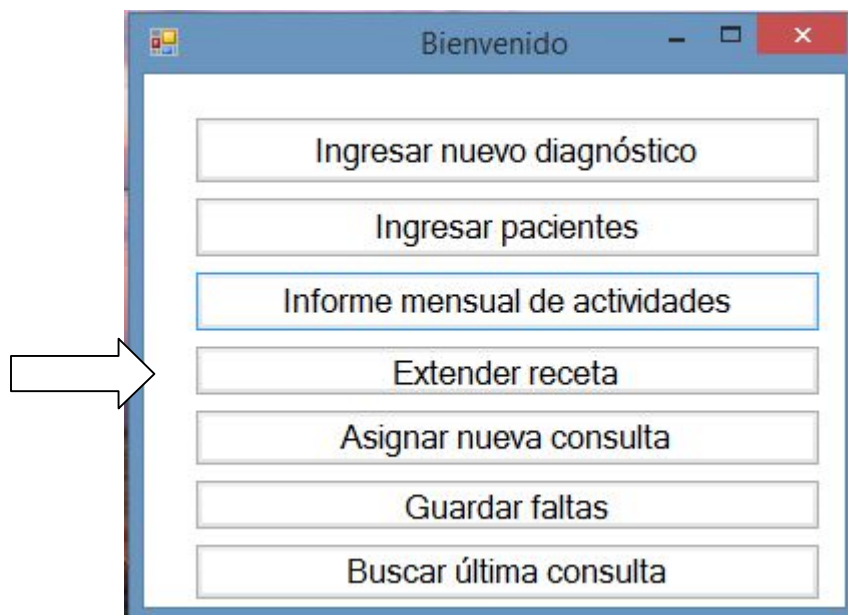 Bienvenido
Ingresar nuevo diagnóstico
Ingresar pacientes
Informe mensual de actividades
Extender receta
Asignar nueva consulta
Guardar faltas
Buscar última consulta